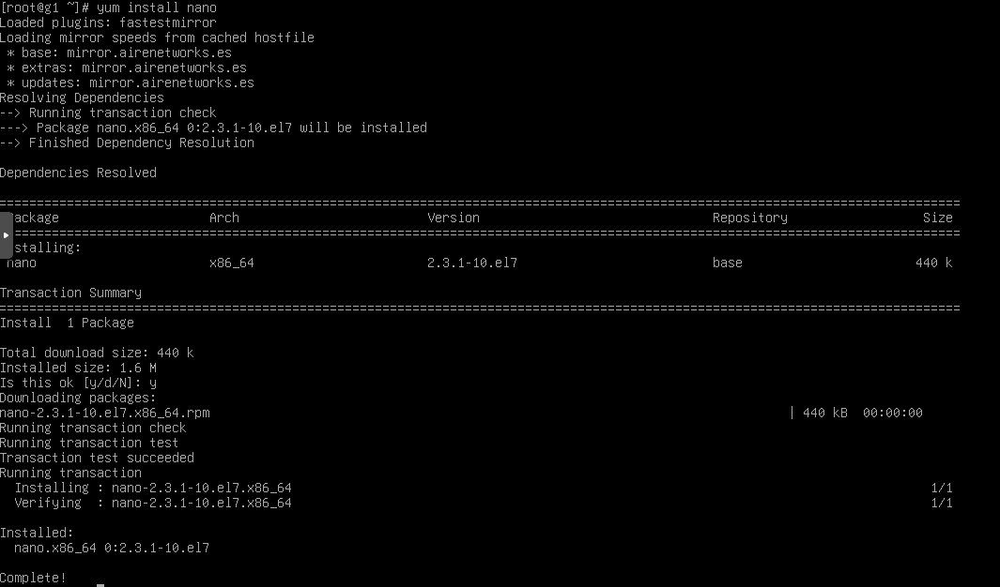 [root@g1 ~]# yum install nano
Loaded plugins: fastestmirror
Loading mirror speeds from cached hostfile
 * base: mirror.airenetworks.es
 * extras: mirror.airenetworks.es
 * updates: mirror.airenetworks.es
Resolving Dependencies
--> Running transaction check
---> Package nano.x86_64 0:2.3.1-10.el7 will be installed
--> Finished Dependency Resolution
Dependencies Resolved
================================================================================================================================
ackage Arch Version Repository Size
==============================================================================================================================
stalling:
nano x86_64 2.3.1-10.el7 base 440 k
Transaction Summary
================================================================================================================================
Install  1 Package
Total download size: 440 k
Installed size: 1.6 M
Is this ok [y/d/N]: y
Downloading packages:
nano-2.3.1-10.el7.x86_64.rpm | 440 kB  00:00:00
Running transaction check
Running transaction test
Transaction test succeeded
Running transaction
  Installing : nano-2.3.1-10.el7.x86_64 1/1
  Verifying  : nano-2.3.1-10.el7.x86_64 1/1
Installed:
  nano.x86_64 0:2.3.1-10.el7
Complete!